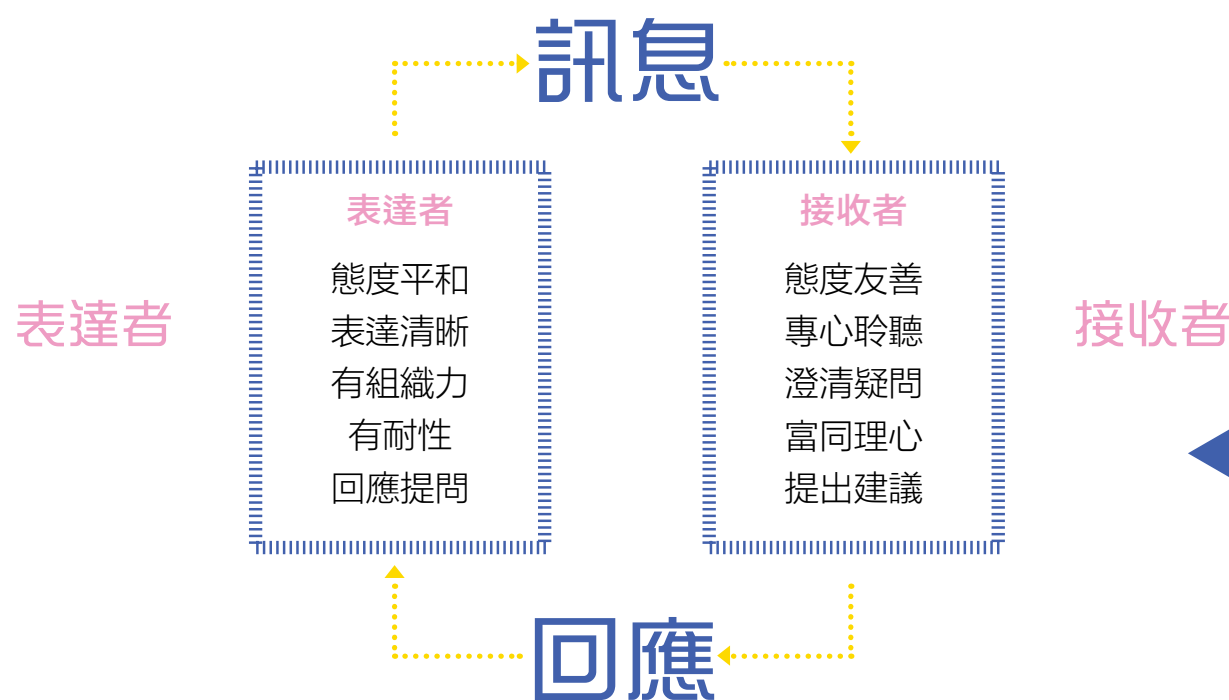 訊息
表達者
表達者
態度平和
表達清晰
有組織力
有耐性
回應提問
接收者
態度友善
專心聆聽
澄清疑問
富同理心
提出建議
接收者
回應